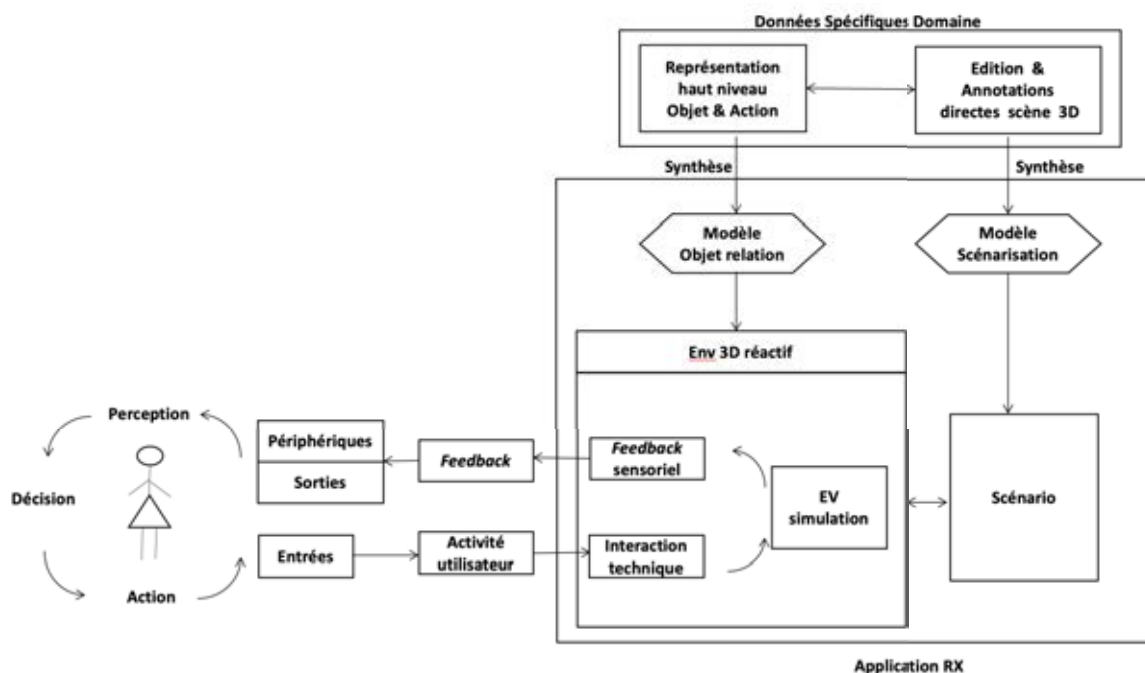 Données Spécifiques Domaine
Représentation
haut niveau
Objet & Action
Edition & 
Annotations
directes scène 3D
Synthèse
Synthèse
Modèle
Objet relation
Modèle
Scénarisation
Env 3D réactif
Perception
Décision
Action
Périphériques
Sorties
Feedback
Feedback
sensoriel
EV
simulation
Scénario
Entrées
Activité
utilisateur
Interaction
technique
Application RX